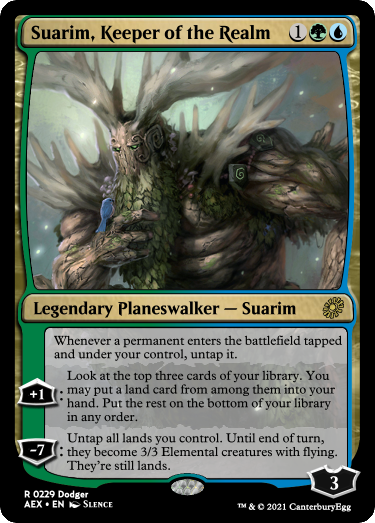 Suarim, Keeper of the Realm 1
Legendary Planeswalker — Suarim
Whenever a permanent enters the battlefield tapped
and under your control, untap it.
+1: Look at the top three cards of your library. You
may put a land card from among them into your
hand. Put the rest on the bottom of your library
in any order.
-7: Untap all lands you control. Until end of turn,
they become 3/3 Elemental creatures with flying.
They're still lands.
3
R 0229 Dodger
AEX • EN Slence
™ & © 2021 CanterburyEgg